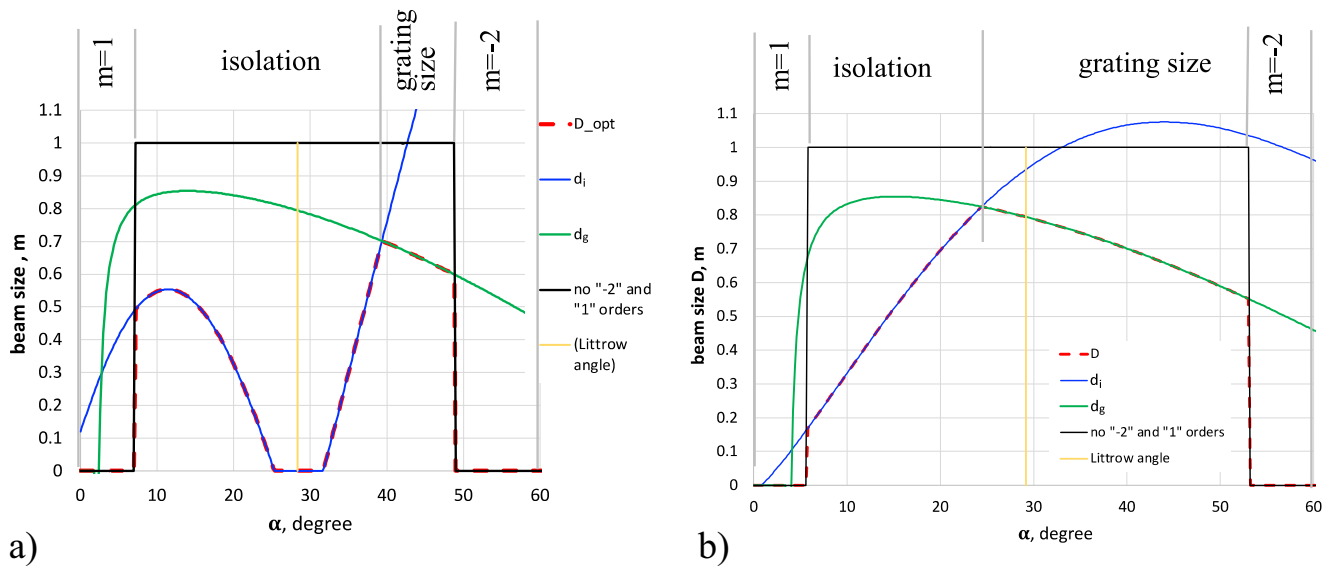 m=1
isolation
grating
size
m=-2
1.1
1
0.9
0.8
0.7
0.6
0.5
0.4
0.3
0.2
0.1
0
beam size , m
0 10 20 30 40 50 60
α, degree
D_opt
dᵢ
d_g
no "-2" and
"1" orders
(Littrow
angle)
a)
m=1
isolation
grating size
m=-2
1.1
1
0.9
0.8
0.7
0.6
0.5
0.4
0.3
0.2
0.1
0
beam size D, m
0 10 20 30 40 50 60
α, degree
D
dᵢ
d_g
no "-2" and "1" orders
Littrow angle
b)